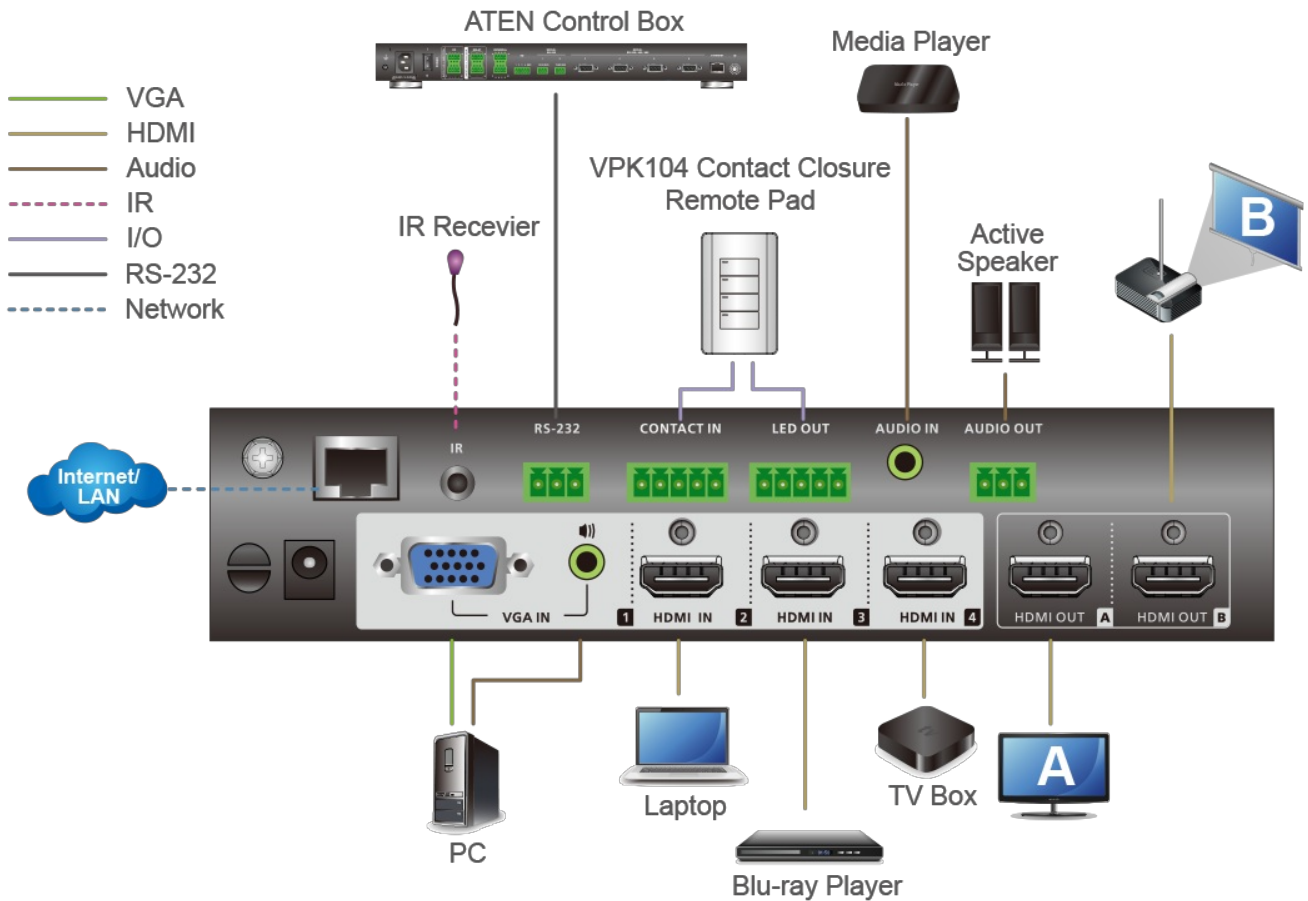 ATEN Control Box
Media Player
Media Player
VGA
HDMI
Audio
IR
I/O
RS-232
Network
VPK104 Contact Closure
Remote Pad
IR Recevier
Active
Speaker
B
RS-232
CONTACT IN
LED OUT
AUDIO IN
AUDIO OUT
IR
Internet/
LAN
VGA IN
1
HDMI IN
2
HDMI IN
3
HDMI IN
4
HDMI OUT
A
HDMI OUT
B
PC
Laptop
Blu-ray Player
TV Box
A